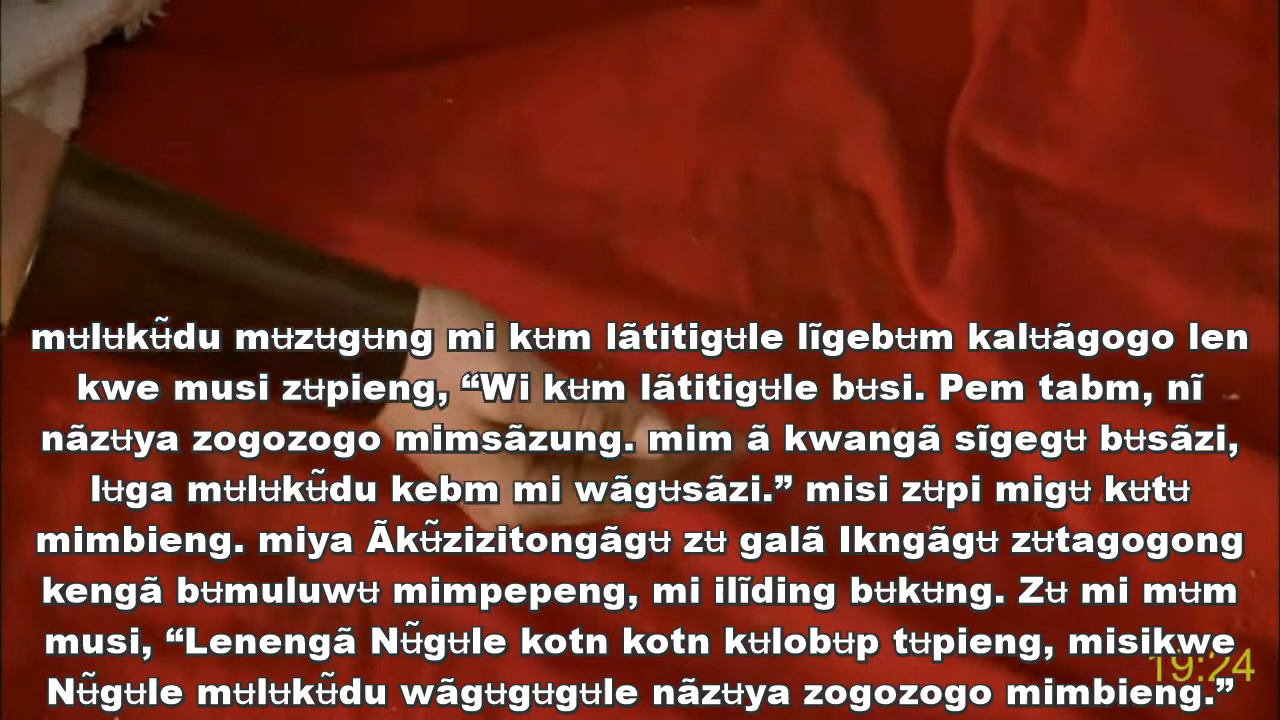 mʉlʉkʉ̃du mʉzʉgʉng mi kʉm lãtitigʉle lĩgebʉm kalʉãgogo len
kwe musi zʉpieng, “Wi kʉm lãtitigʉle bʉsi. Pem tabm, nĩ
nãzʉya zogozogo mimsãzung. mim ã kwangã sĩgegʉ bʉsãzi,
lʉga mʉlʉkʉ̃du kebm mi wãgʉsãzi.” misi zʉpi migʉ kʉtʉ
mimbieng. miya Ãkʉ̃zizitongãgʉ zʉ galã Ikngãgʉ zʉtagogong
kengã bʉmuluwʉ mimpepeng, mi ilĩding bʉkʉng. Zʉ mi mʉm
musi, “Lenengã Nʉ̃gʉle kotn kotn kʉlobʉp tʉpieng, misikwe
Nʉ̃gʉle mʉlʉkʉ̃du wãgʉgʉgʉle nãzʉya zogozogo mimbieng.”
19:24